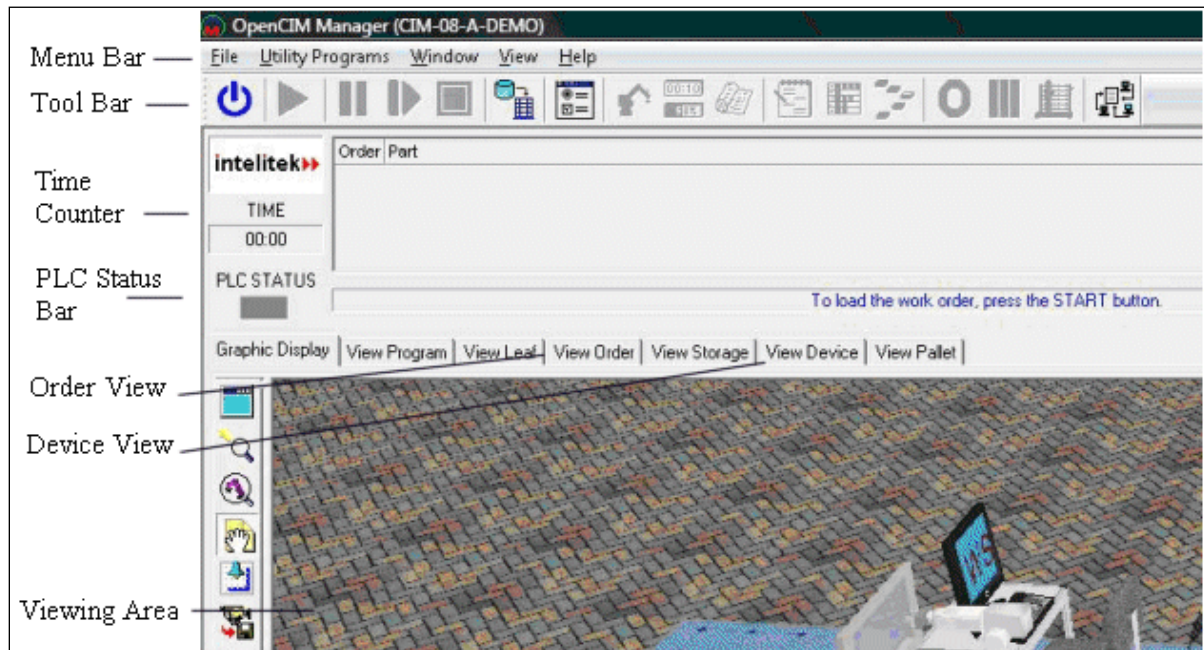 OpenCIM Manager (CIM-08-A-DEMO)
Menu Bar
File Utility Programs Window View Help
Tool Bar
00:10
intelitek
Order Part
Time
Counter
TIME
00:00
PLC Status
Bar
PLC STATUS
To load the work order, press the START button.
Graphic Display View Program View Leaf View Order View Storage View Device View Pallet
Order View
Device View
Viewing Area